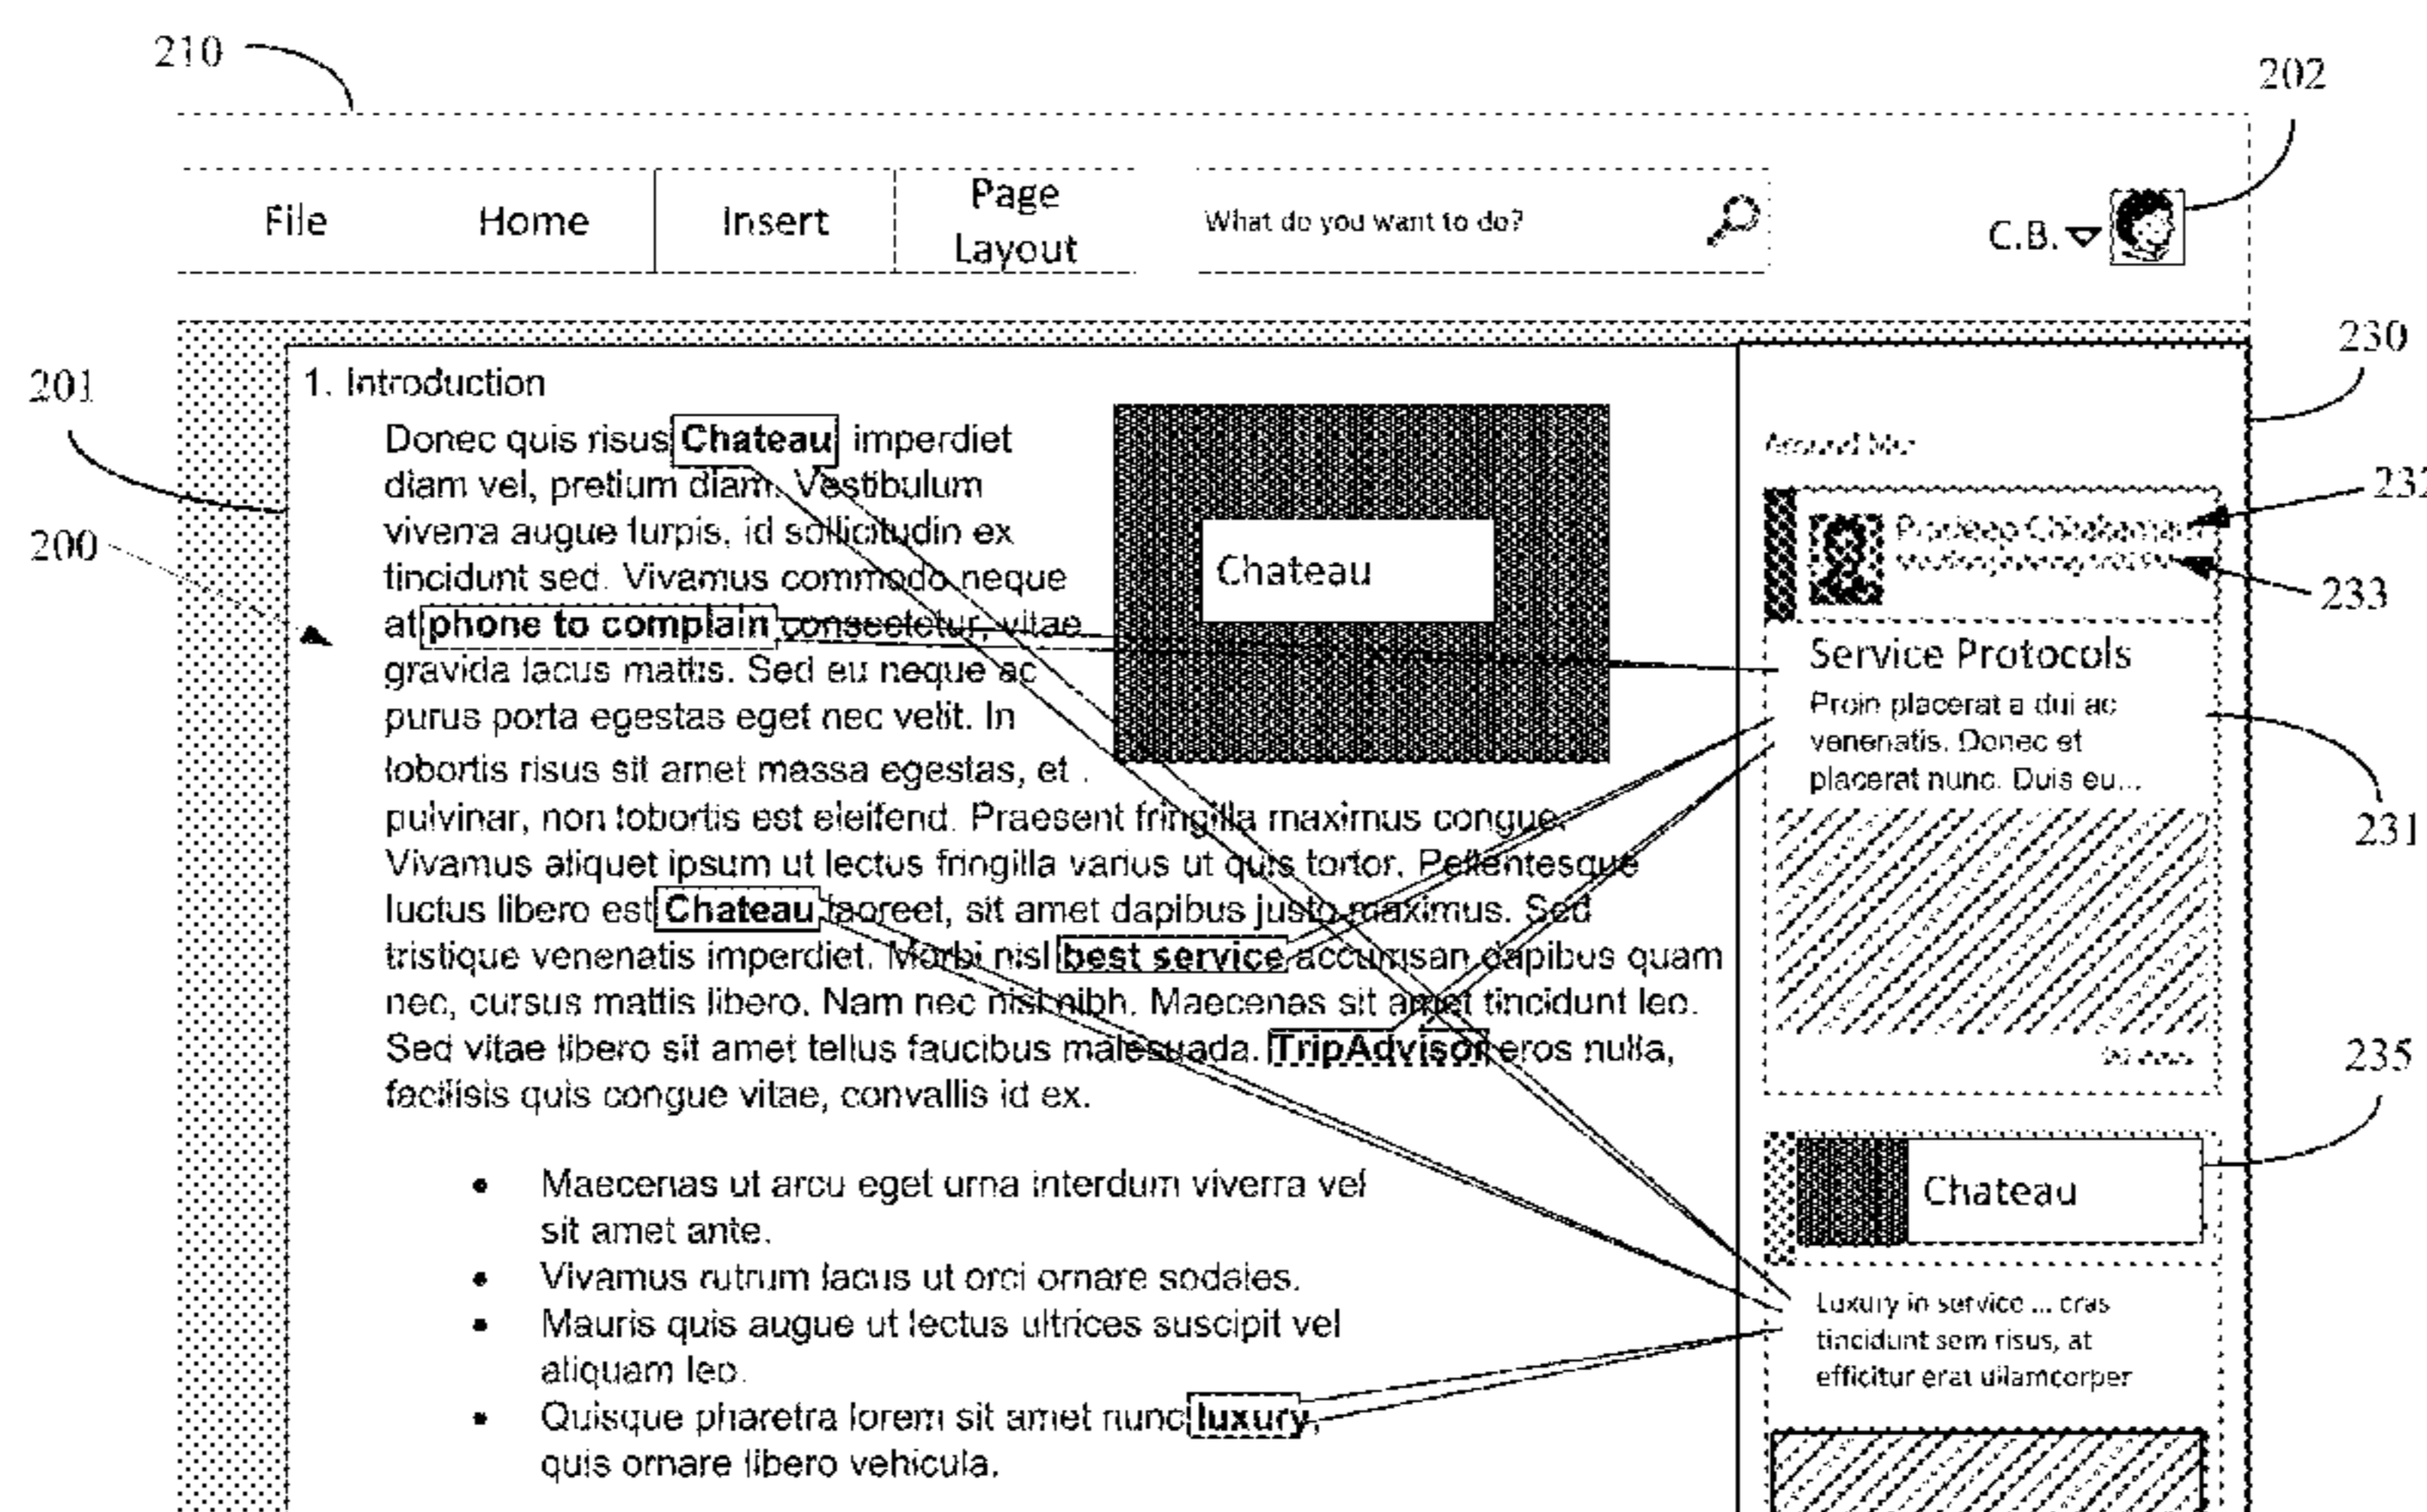 210
202
File Home Insert Page Layout What do you want to do? C.B.
230
201
200
1. Introduction
Donec quis risus Chateau imperdiet
diam vel, pretium diam. Vestibulum
viverra augue turpis, id sollicitudin ex
tincidunt sed. Vivamus commodo neque
at phone to complain consectetur, vitae
gravida lacus mattis. Sed eu neque ac
purus porta egestas eget nec velit. In
lobortis risus sit amet massa egestas, et .
pulvinar, non lobortis est eleifend. Praesent fringilla maximus congue.
Vivamus aliquet ipsum ut lectus fringilla varius ut quis tortor. Pellentesque
luctus libero est Chateau laoreet, sit amet dapibus justo maximus. Sed
tristique venenatis imperdiet. Morbi nisl best service accumsan dapibus quam
nec, cursus mattis libero. Nam nec nisl nibh. Maecenas sit amet tincidunt leo.
Sed vitae libero sit amet tellus faucibus malesuada. TripAdvisor eros nulla,
facilisis quis congue vitae, convallis id ex.
• Maecenas ut arcu eget urna interdum viverra vel
sit amet ante.
• Vivamus rutrum lacus ut orci ornare sodales.
• Mauris quis augue ut lectus ultrices suscipit vel
aliquam leo.
• Quisque pharetra lorem sit amet nunc luxury,
quis ornare libero vehicula.
Chateau
Around Me
232
Pradeep
233
Service Protocols
Proin placerat a dui ac
venenatis. Donec et
placerat nunc. Duis eu...
231
235
Chateau
Luxury in service ... cras
tincidunt sem risus, at
efficitur erat ullamcorper